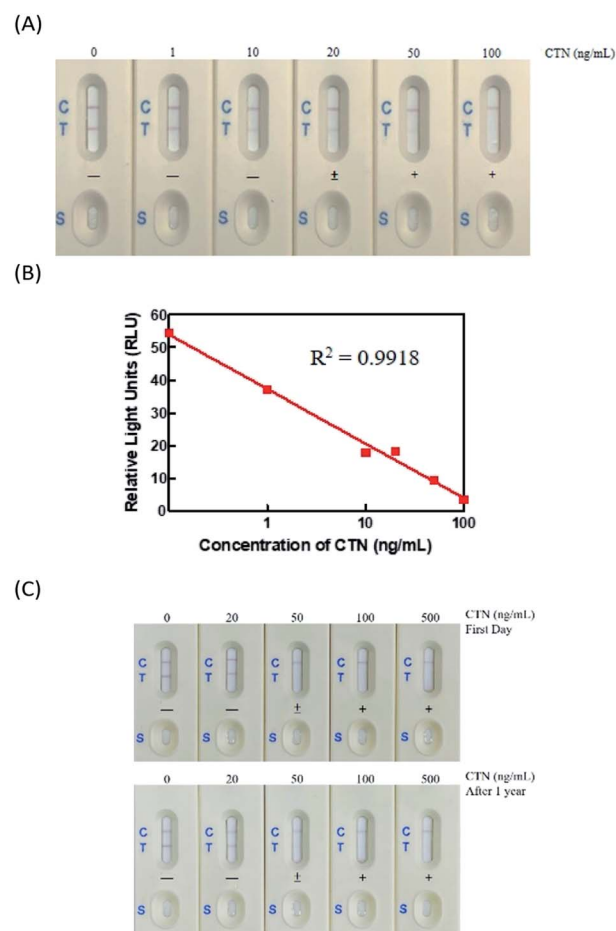 (A)
0 1 10 20 50 100 CTN (ng/mL)
C C C C C C
T T T T T T
— — — ± + +
S S S S S S
(B)
60
50
40
30
20
10
0
Relative Light Units (RLU)
R² = 0.9918
1 10 100
Concentration of CTN (ng/mL)
(C)
0 20 50 100 500 CTN (ng/mL)
First Day
C C C C C
T T T T T
— — ± + +
S S S S S
0 20 50 100 500 CTN (ng/mL)
After 1 year
C C C C C
T T T T T
— — ± + +
S S S S S